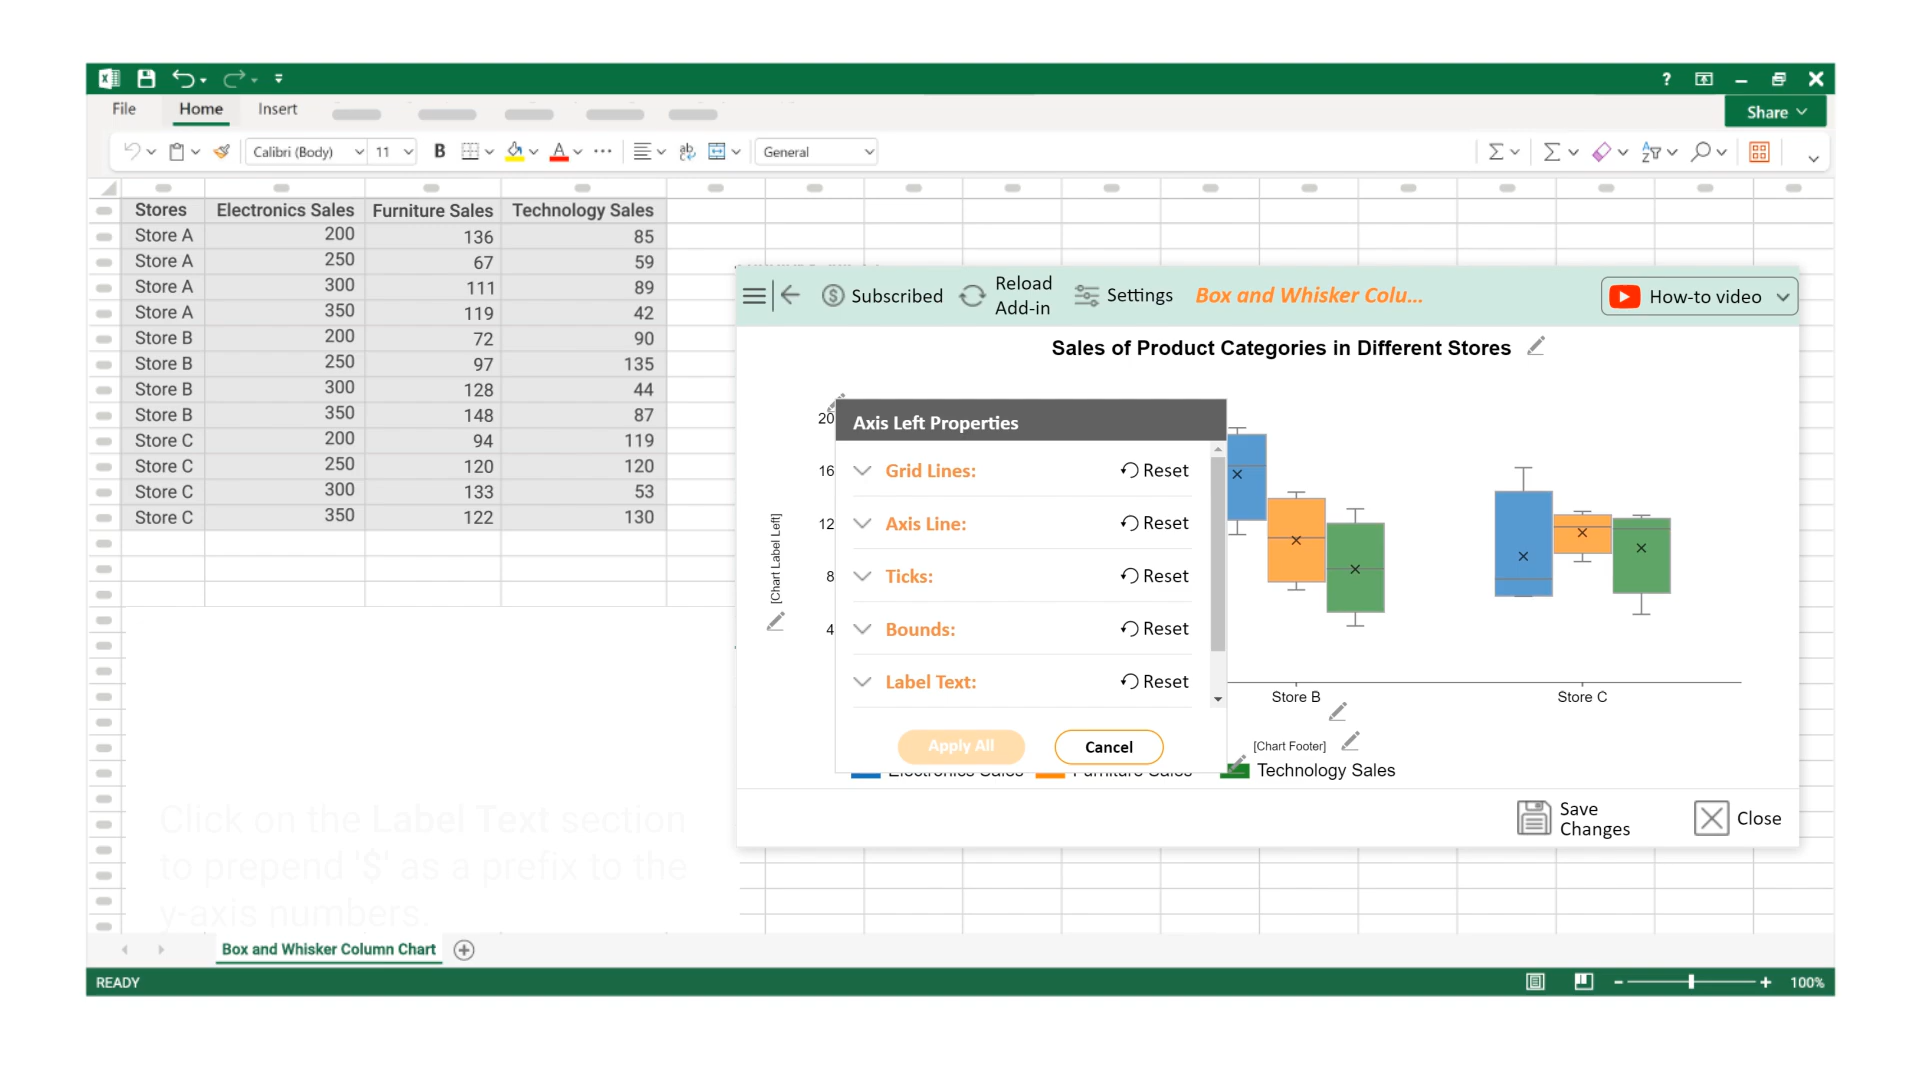 File Home Insert
Share
Calibri (Body) 11 B General
Stores Electronics Sales Furniture Sales Technology Sales
Store A 200 136 85
Store A 250 67 59
Store A 300 111 89
Store A 350 119 42
Store B 200 72 90
Store B 250 97 135
Store B 300 128 44
Store B 350 148 87
Store C 200 94 119
Store C 250 120 120
Store C 300 133 53
Store C 350 122 130
Subscribed Reload Add-in Settings Box and Whisker Colu... How-to video
Sales of Product Categories in Different Stores
20
16
12
8
4
[Chart Label Left]
Axis Left Properties
Grid Lines: Reset
Axis Line: Reset
Ticks: Reset
Bounds: Reset
Label Text: Reset
Apply All Cancel
Store B Store C
[Chart Footer]
Electronics Sales Furniture Sales Technology Sales
Save Changes Close
Click on the Label Text section
to prepend '$' as a prefix to the
y-axis numbers.
Box and Whisker Column Chart
READY 100%